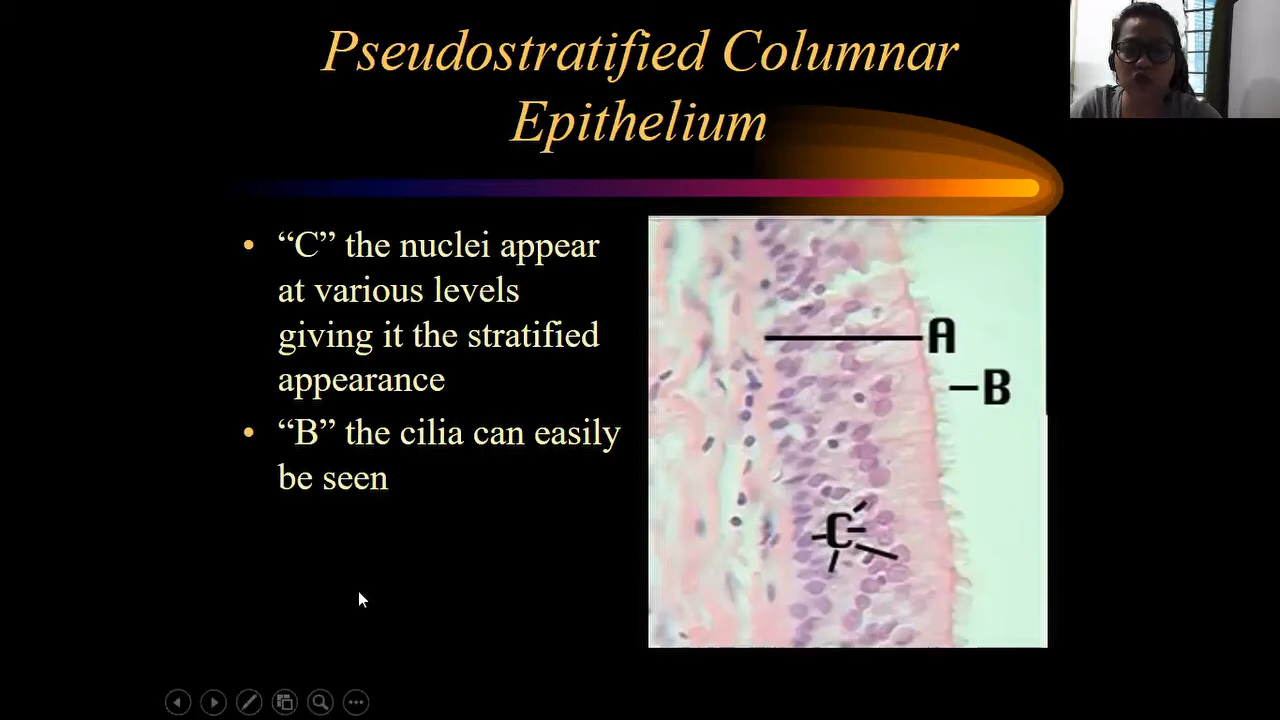 Pseudostratified Columnar
Epithelium
• “C” the nuclei appear
at various levels
giving it the stratified
appearance
• “B” the cilia can easily
be seen
A
B
C